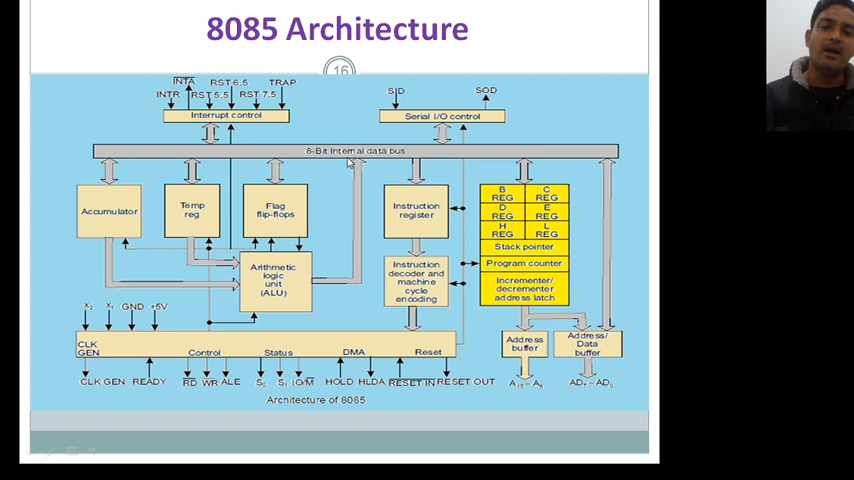 8085 Architecture
16
INTA RST 6.5 TRAP
INTR RST 5.5 RST 7.5
SID SOD
Interrupt control
Serial I/O control
8-Bit Internal data bus
Accumulator
Temp
reg
Flag
flip-flops
Instruction
register
B
REG
C
REG
D
REG
E
REG
H
REG
L
REG
Stack pointer
Program counter
Incrementer/
decrementer
address latch
Arithmetic
logic
unit
(ALU)
Instruction
decoder and
machine
cycle
encoding
X2 X1 GND +5V
CLK
GEN
Control Status DMA Reset
Address
buffer
Address/
Data
buffer
CLK GEN READY RD WR ALE S0 S1 IO/M HOLD HLDA RESET IN RESET OUT
A15 – A8 AD7 – AD0
Architecture of 8085